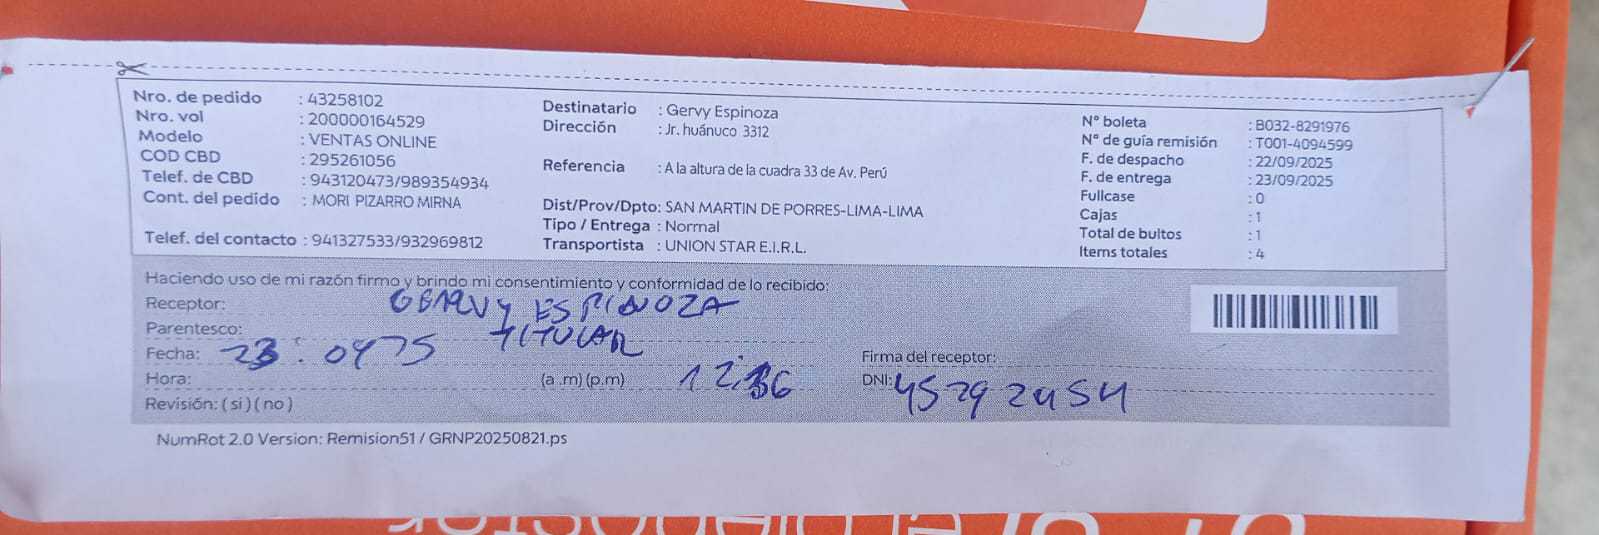 Nro. de pedido : 43258102
Nro. vol : 200000164529
Modelo : VENTAS ONLINE
COD CBD : 295261056
Telef. de CBD : 943120473/989354934
Cont. del pedido : MORI PIZARRO MIRNA
Telef. del contacto : 941327533/932969812
Destinatario : Gervy Espinoza
Dirección : Jr. huánuco 3312
Referencia : A la altura de la cuadra 33 de Av. Perú
Dist/Prov/Dpto: SAN MARTIN DE PORRES-LIMA-LIMA
Tipo / Entrega : Normal
Transportista : UNION STAR E.I.R.L.
N° boleta : B032-8291976
N° de guía remisión : T001-4094599
F. de despacho : 22/09/2025
F. de entrega : 23/09/2025
Fullcase : 0
Cajas : 1
Total de bultos : 1
Items totales : 4
Haciendo uso de mi razón firmo y brindo mi consentimiento y conformidad de lo recibido:
Receptor: GERVY ESPINOZA
Parentesco: TITULAR
Fecha: 23
Firma del receptor:
Hora: (a .m) (p.m)
DNI: 45292454
Revisión: ( si ) ( no )
NumRot 2.0 Version: Remision51 / GRNP20250821.ps